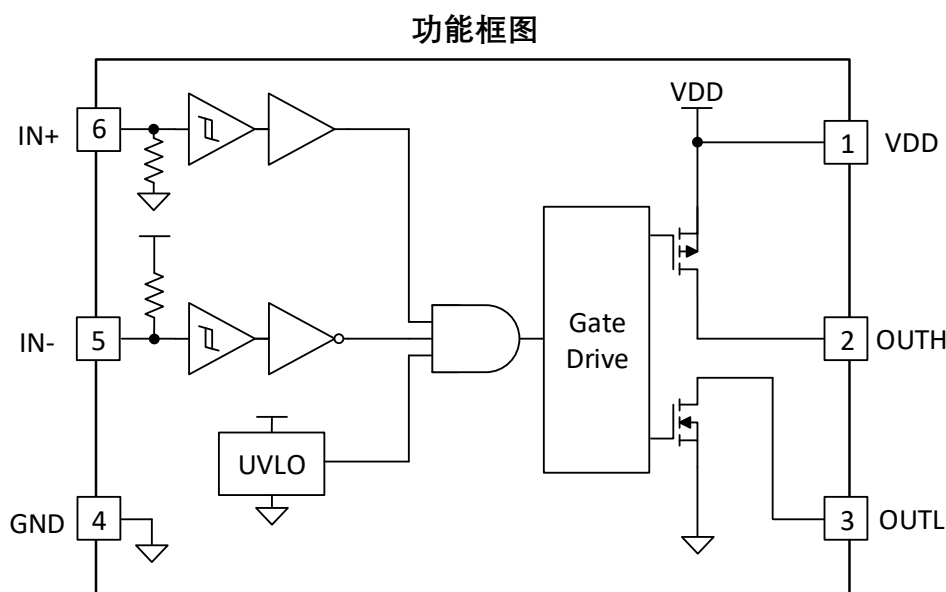 功能框图
IN+
6
VDD
1
VDD
IN-
5
Gate
Drive
2
OUTH
UVLO
GND
4
3
OUTL